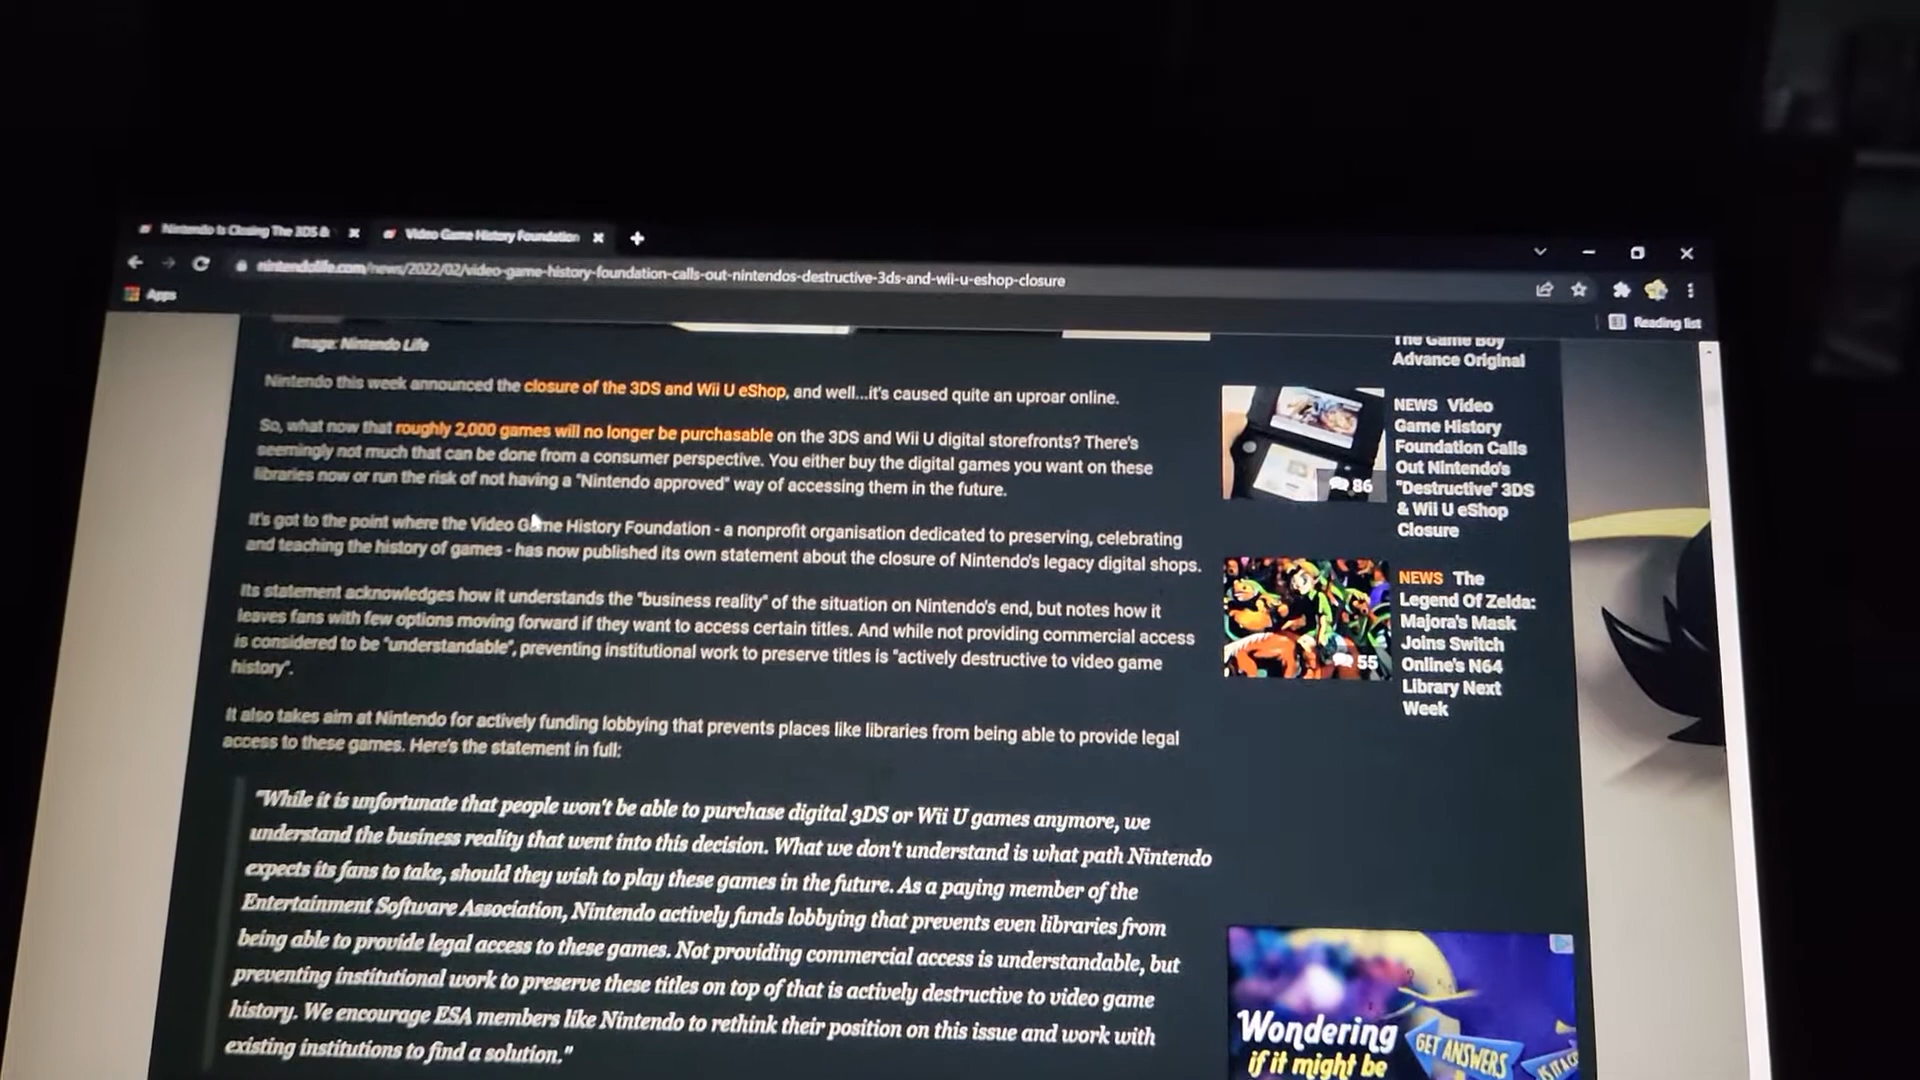 Nintendo Is Closing The 3DS &
Video Game History Foundation
nintendolife.com/news/2022/02/video-game-history-foundation-calls-out-nintendos-destructive-3ds-and-wii-u-eshop-closure
Apps
Reading list
Image: Nintendo Life
Nintendo this week announced the closure of the 3DS and Wii U eShop, and well...it's caused quite an uproar online.
So, what now that roughly 2,000 games will no longer be purchasable on the 3DS and Wii U digital storefronts? There's
seemingly not much that can be done from a consumer perspective. You either buy the digital games you want on these
libraries now or run the risk of not having a "Nintendo approved" way of accessing them in the future.
It's got to the point where the Video Game History Foundation - a nonprofit organisation dedicated to preserving, celebrating
and teaching the history of games - has now published its own statement about the closure of Nintendo's legacy digital shops.
Its statement acknowledges how it understands the "business reality" of the situation on Nintendo's end, but notes how it
leaves fans with few options moving forward if they want to access certain titles. And while not providing commercial access
is considered to be "understandable", preventing institutional work to preserve titles is "actively destructive to video game
history".
It also takes aim at Nintendo for actively funding lobbying that prevents places like libraries from being able to provide legal
access to these games. Here's the statement in full:
"While it is unfortunate that people won't be able to purchase digital 3DS or Wii U games anymore, we
understand the business reality that went into this decision. What we don't understand is what path Nintendo
expects its fans to take, should they wish to play these games in the future. As a paying member of the
Entertainment Software Association, Nintendo actively funds lobbying that prevents even libraries from
being able to provide legal access to these games. Not providing commercial access is understandable, but
preventing institutional work to preserve these titles on top of that is actively destructive to video game
history. We encourage ESA members like Nintendo to rethink their position on this issue and work with
existing institutions to find a solution."
The Game Boy
Advance Original
86
NEWS Video
Game History
Foundation Calls
Out Nintendo's
"Destructive" 3DS
& Wii U eShop
Closure
55
NEWS The
Legend Of Zelda:
Majora's Mask
Joins Switch
Online's N64
Library Next
Week
Wondering
if it might be
GET ANSWERS